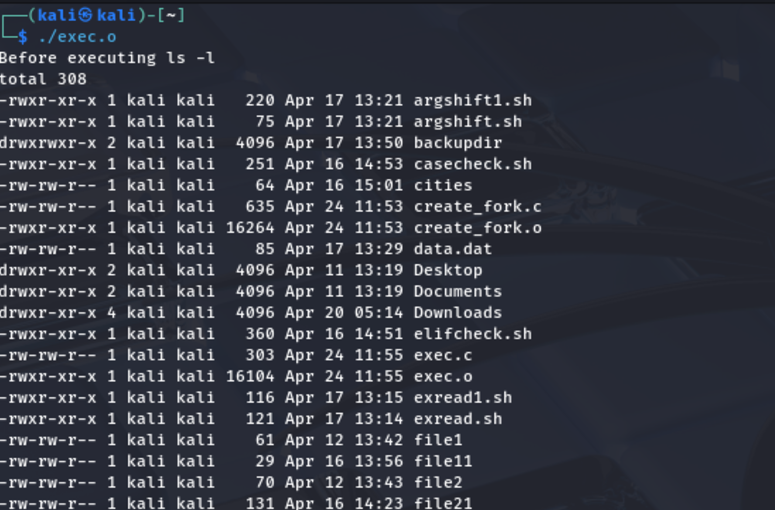 (kali㉿kali)-[~]
$ ./exec.o
Before executing ls -l
total 308
-rwxr-xr-x 1 kali kali   220 Apr 17 13:21 argshift1.sh
-rwxr-xr-x 1 kali kali    75 Apr 17 13:21 argshift.sh
drwxrwxr-x 2 kali kali  4096 Apr 17 13:50 backupdir
-rwxr-xr-x 1 kali kali   251 Apr 16 14:53 casecheck.sh
-rw-rw-r-- 1 kali kali    64 Apr 16 15:01 cities
-rw-rw-r-- 1 kali kali   635 Apr 24 11:53 create_fork.c
-rwxr-xr-x 1 kali kali 16264 Apr 24 11:53 create_fork.o
-rw-rw-r-- 1 kali kali    85 Apr 17 13:29 data.dat
drwxr-xr-x 2 kali kali  4096 Apr 11 13:19 Desktop
drwxr-xr-x 2 kali kali  4096 Apr 11 13:19 Documents
drwxr-xr-x 4 kali kali  4096 Apr 20 05:14 Downloads
-rwxr-xr-x 1 kali kali   360 Apr 16 14:51 elifcheck.sh
-rw-rw-r-- 1 kali kali   303 Apr 24 11:55 exec.c
-rwxr-xr-x 1 kali kali 16104 Apr 24 11:55 exec.o
-rwxr-xr-x 1 kali kali   116 Apr 17 13:15 exread1.sh
-rwxr-xr-x 1 kali kali   121 Apr 17 13:14 exread.sh
-rw-rw-r-- 1 kali kali    61 Apr 12 13:42 file1
-rw-rw-r-- 1 kali kali    29 Apr 16 13:56 file11
-rw-rw-r-- 1 kali kali    70 Apr 12 13:43 file2
-rw-rw-r-- 1 kali kali   131 Apr 16 14:23 file21